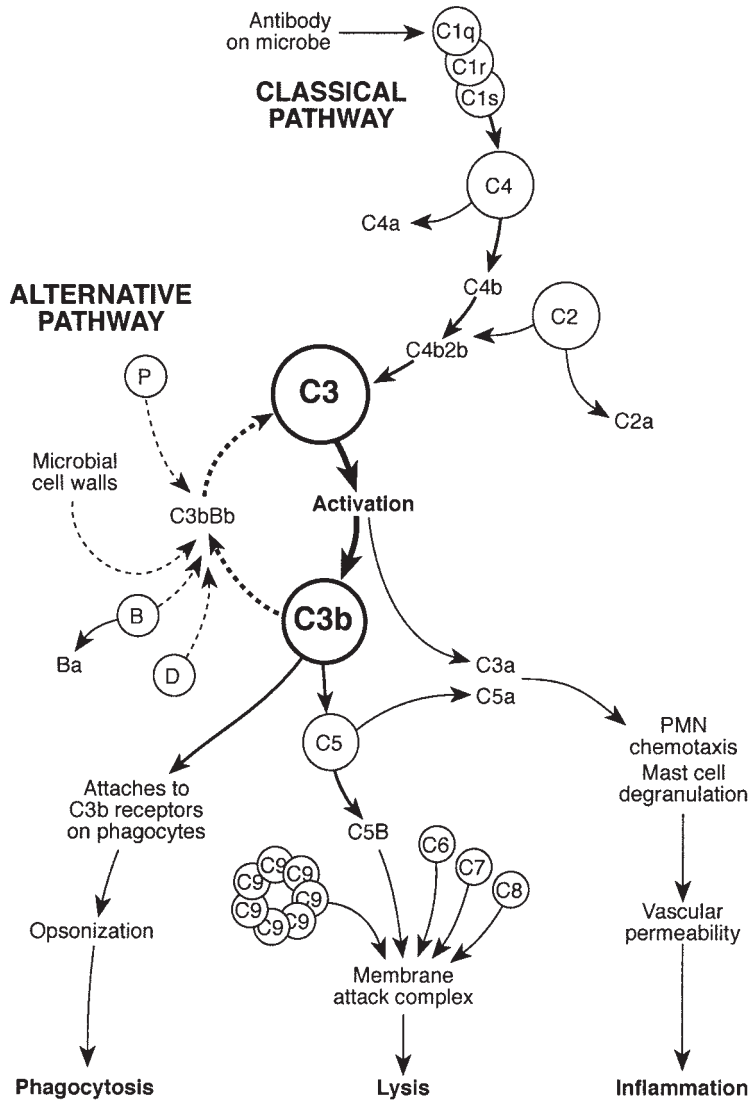 Antibody
on microbe
C1q
C1r
C1s
CLASSICAL
PATHWAY
C4
C4a
C4b
C2
C4b2b
C2a
ALTERNATIVE
PATHWAY
P
C3
Microbial
cell walls
C3bBb
Activation
B
Ba
D
C3b
C3a
C5a
C5
PMN
chemotaxis
Mast cell
degranulation
Attaches to
C3b receptors
on phagocytes
C5B
C6
C7
C8
C9
C9
C9
C9
C9
C9
C9
Opsonization
Vascular
permeability
Membrane
attack complex
Phagocytosis
Lysis
Inflammation